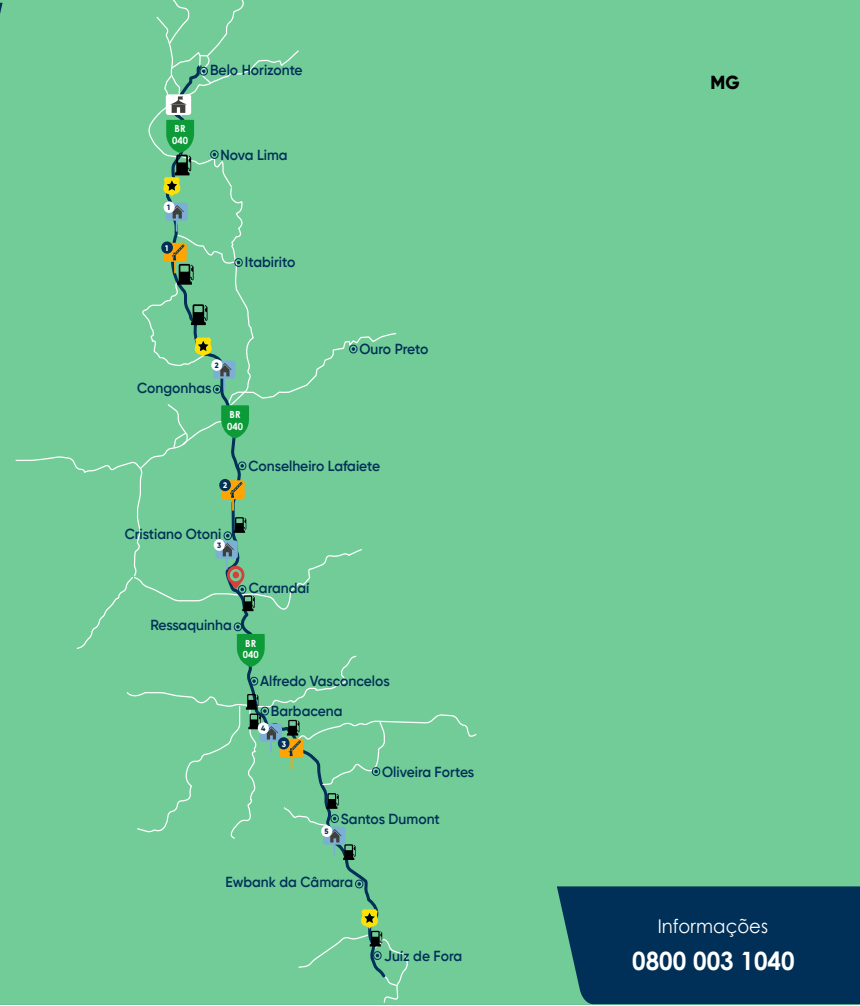 Belo Horizonte
MG
BR
040
Nova Lima
1
1
Itabirito
Ouro Preto
2
Congonhas
BR
040
Conselheiro Lafaiete
2
Cristiano Otoni
3
Carandaí
Ressaquinha
BR
040
Alfredo Vasconcelos
Barbacena
4
3
Oliveira Fortes
Santos Dumont
5
Ewbank da Câmara
Informações
0800 003 1040
Juiz de Fora